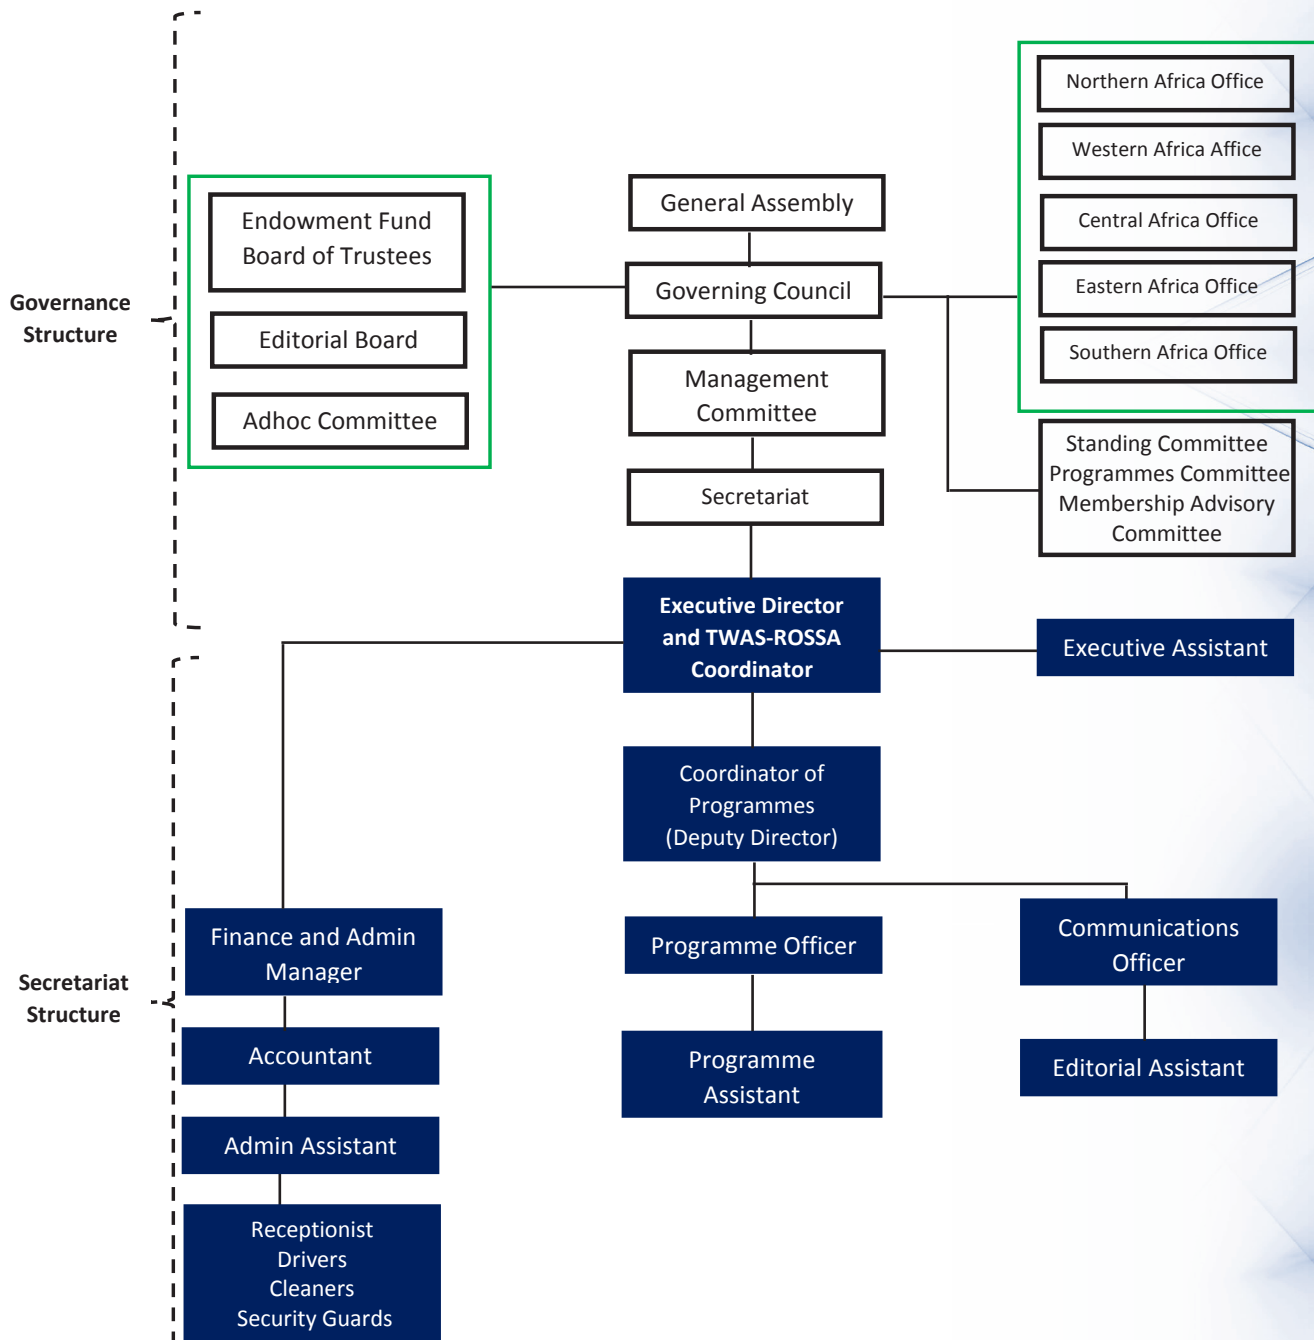 Governance
Structure
Endowment Fund
Board of Trustees
Editorial Board
Adhoc Committee
General Assembly
Governing Council
Management
Committee
Secretariat
Northern Africa Office
Western Africa Affice
Central Africa Office
Eastern Africa Office
Southern Africa Office
Standing Committee
Programmes Committee
Membership Advisory
Committee
Executive Director
and TWAS-ROSSA
Coordinator
Executive Assistant
Secretariat
Structure
Coordinator of
Programmes
(Deputy Director)
Finance and Admin
Manager
Programme Officer
Communications
Officer
Accountant
Programme
Assistant
Editorial Assistant
Admin Assistant
Receptionist
Drivers
Cleaners
Security Guards